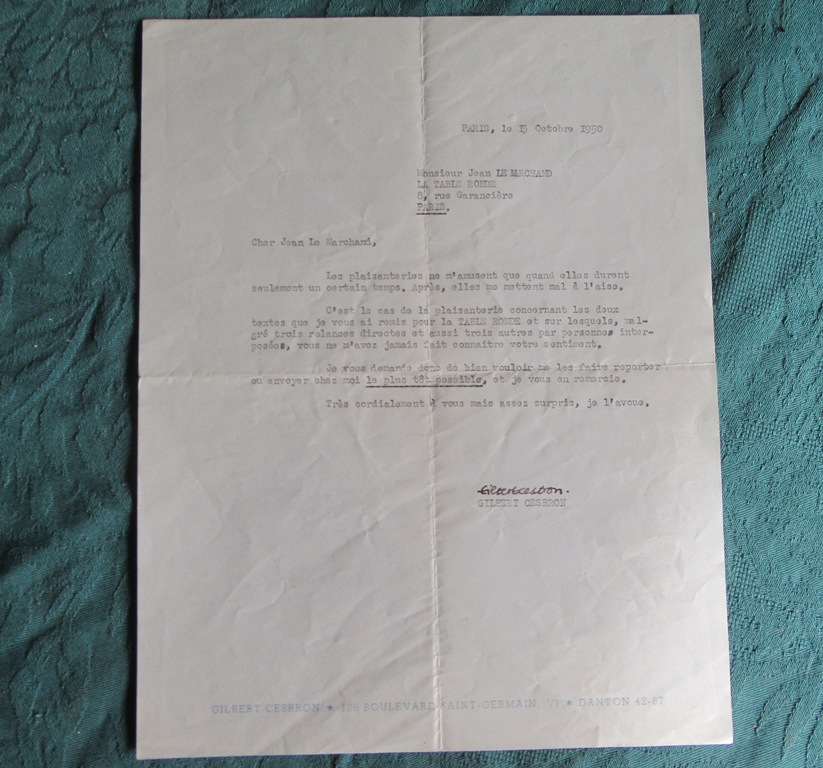 PARIS, le 13 Octobre 1950
Monsieur Jean LE MARCHAND
LA TABLE RONDE
8, rue Garancière
PARIS.
Cher Jean Le Marchand,
Les plaisanteries ne m'amusent que quand elles durent
seulement un certain temps. Après, elles me mettent mal à l'aise.
C'est le cas de la plaisanterie concernant les deux
textes que je vous ai remis pour la TABLE RONDE et sur lesquels, mal-
gré trois relances directes et aussi trois autres par personnes inter-
posées, vous ne m'avez jamais fait connaitre votre sentiment.
Je vous demande donc de bien vouloir me les faire reporter
ou envoyer chez moi le plus tôt possible, et je vous en remercie.
Très cordialement à vous mais assez surpris, je l'avoue.
Gilbert Cesbron.
GILBERT CESBRON
GILBERT CESBRON ★ 126 BOULEVARD SAINT-GERMAIN, VI ★ DANTON 42-67